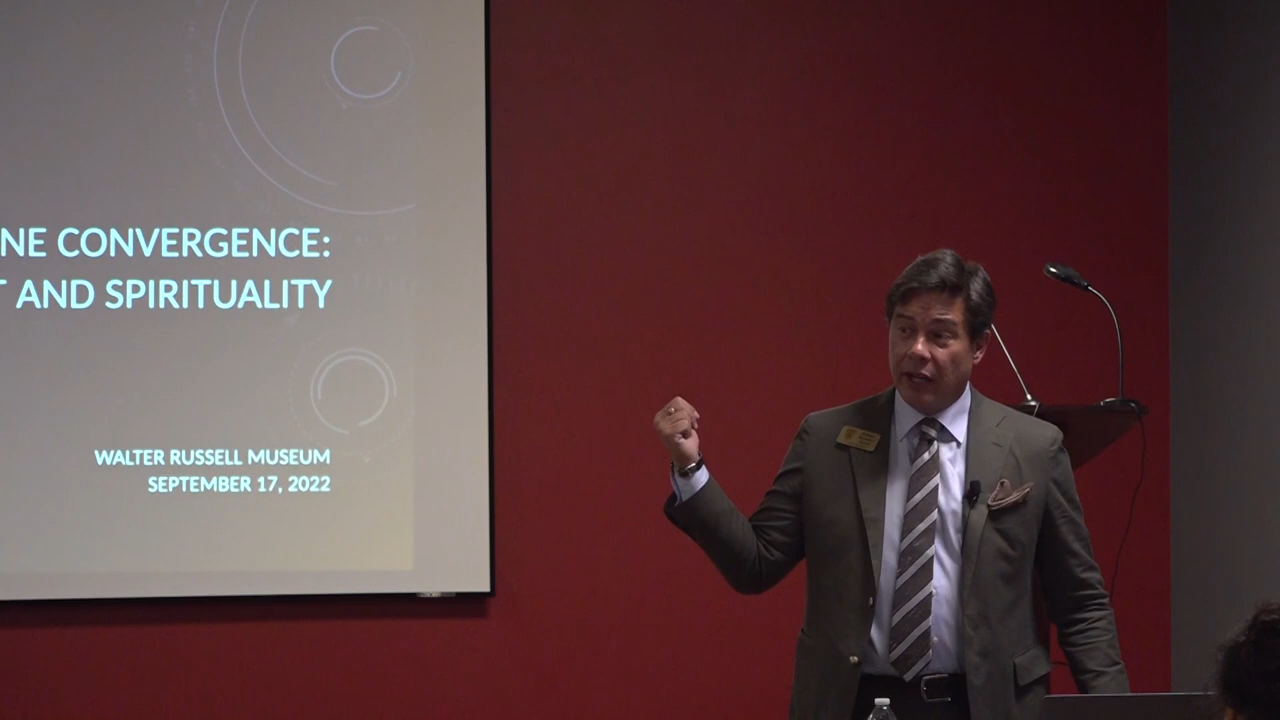 NE CONVERGENCE:
AND SPIRITUALITY
WALTER RUSSELL MUSEUM
SEPTEMBER 17, 2022